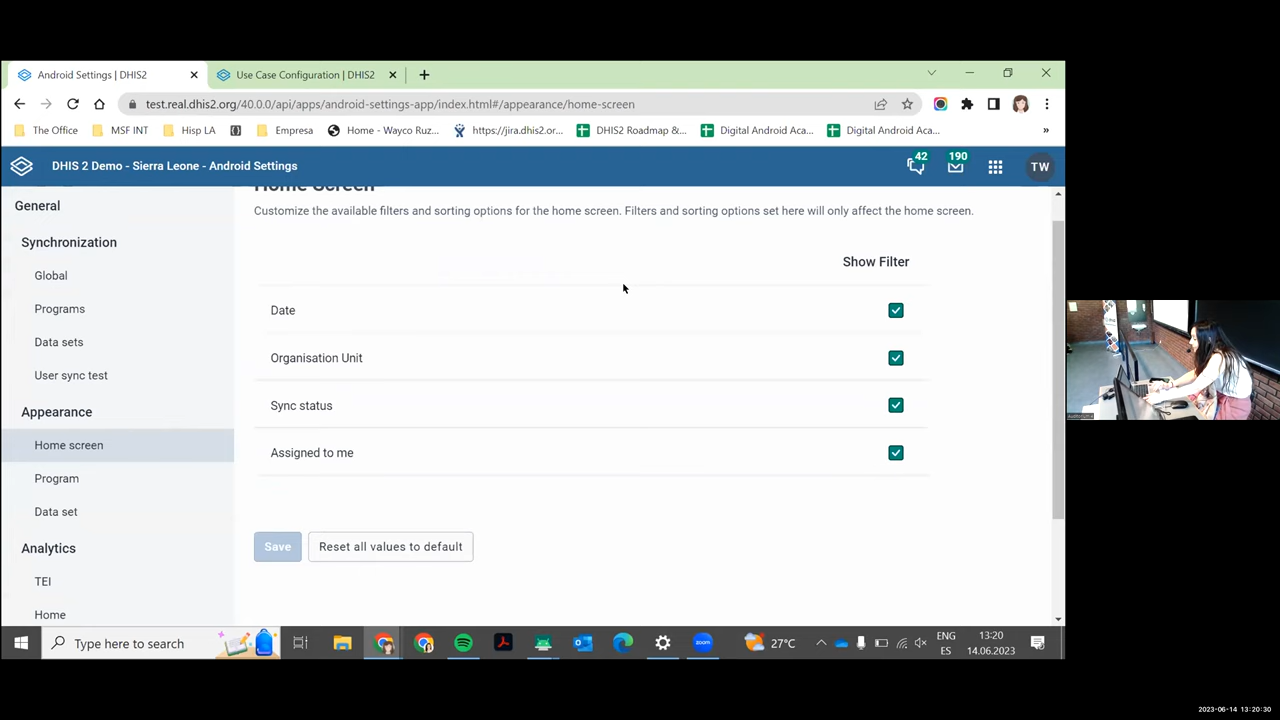 Android Settings | DHIS2
Use Case Configuration | DHIS2
test.real.dhis2.org/40.0.0/api/apps/android-settings-app/index.html#/appearance/home-screen
The Office
MSF INT
Hisp LA
Empresa
Home - Wayco Ruz...
https://jira.dhis2.or...
DHIS2 Roadmap &...
Digital Android Aca...
Digital Android Aca...
»
DHIS 2 Demo - Sierra Leone - Android Settings
42
190
TW
General
Synchronization
Global
Programs
Data sets
User sync test
Appearance
Home screen
Program
Data set
Analytics
TEI
Home
Home Screen
Customize the available filters and sorting options for the home screen. Filters and sorting options set here will only affect the home screen.
Show Filter
Date
Organisation Unit
Sync status
Assigned to me
Save
Reset all values to default
Type here to search
27°C
ENG
ES
13:20
14.06.2023
2023-06-14 13:20:30